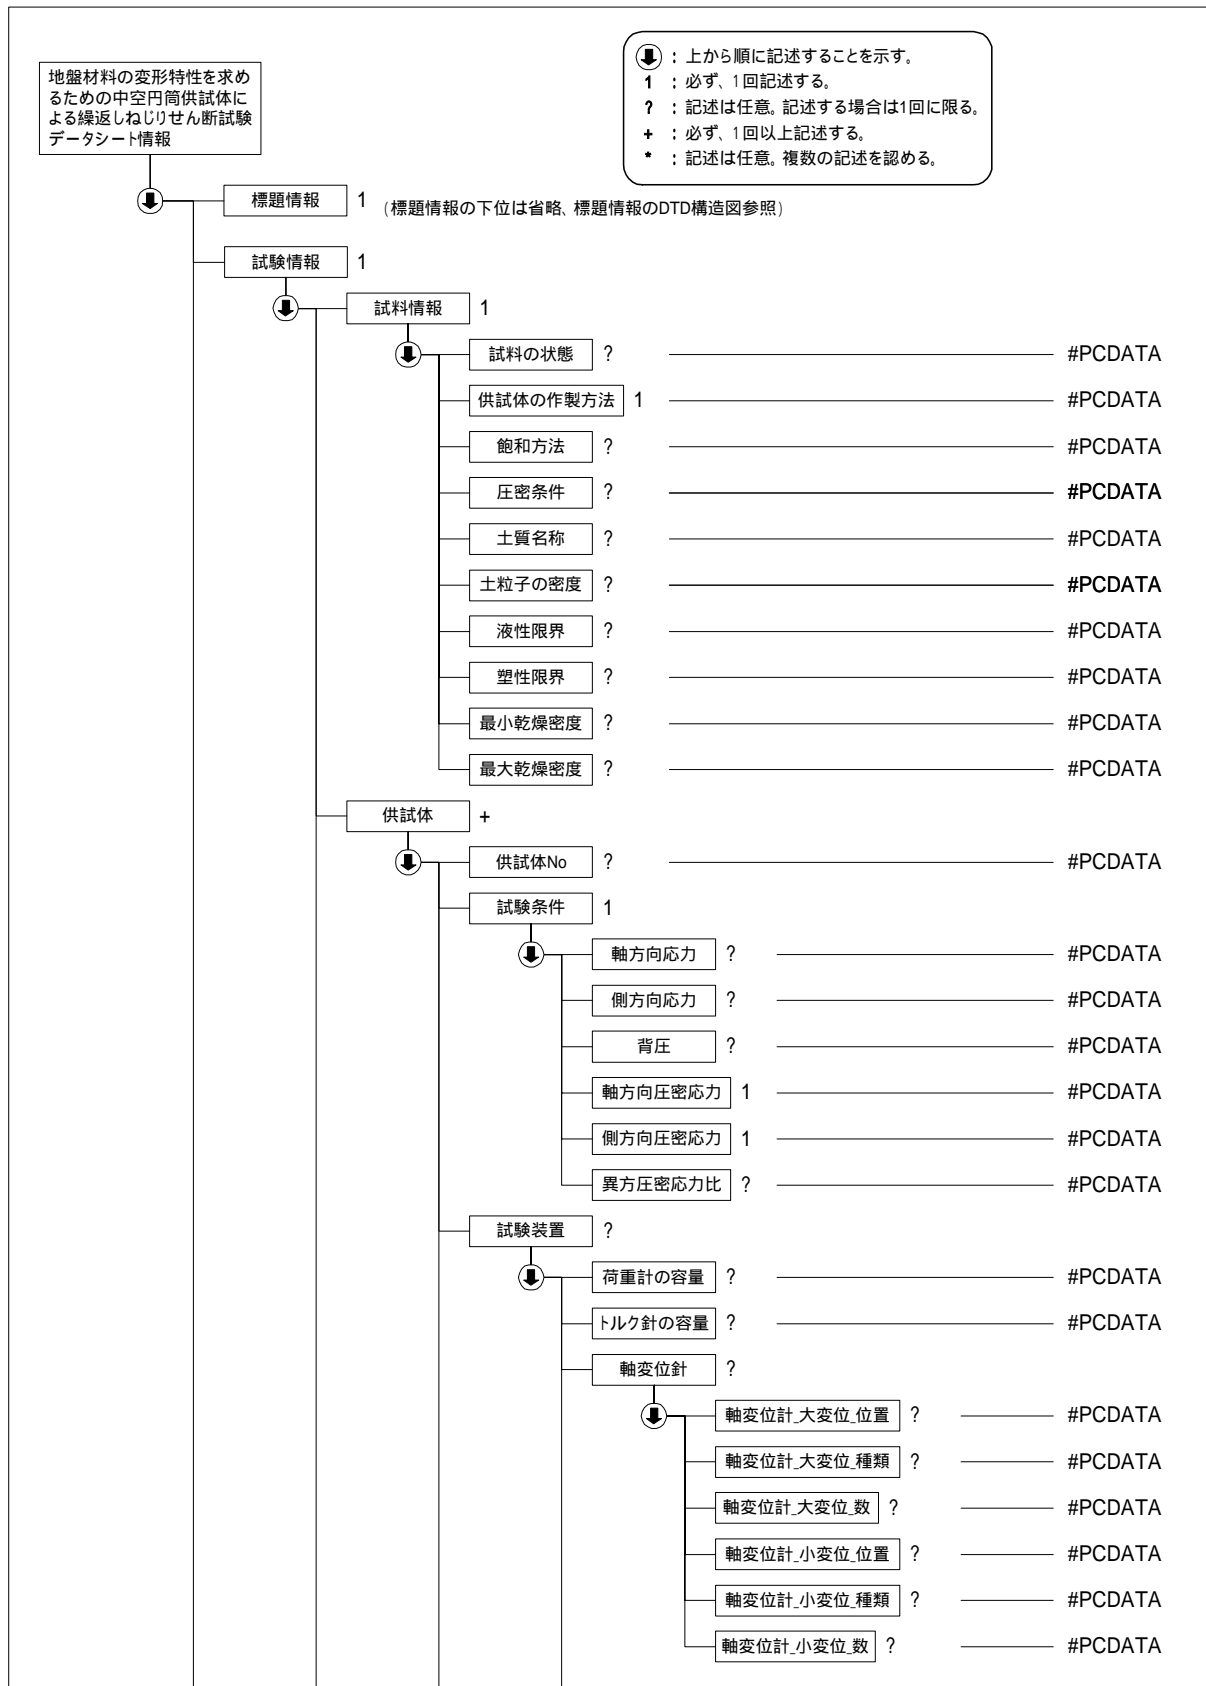 地盤材料の変形特性を求め
るための中空円筒供試体に
よる繰返しねじりせん断試験
データシート情報
：上から順に記述することを示す。
1 ：必ず、1回記述する。
? ：記述は任意。記述する場合は1回に限る。
+ ：必ず、1回以上記述する。
* ：記述は任意。複数の記述を認める。
標題情報 1 (標題情報の下位は省略、標題情報のDTD構造図参照)
試験情報 1
試料情報 1
試料の状態 ? #PCDATA
供試体の作製方法 1 #PCDATA
飽和方法 ? #PCDATA
圧密条件 ? #PCDATA
土質名称 ? #PCDATA
土粒子の密度 ? #PCDATA
液性限界 ? #PCDATA
塑性限界 ? #PCDATA
最小乾燥密度 ? #PCDATA
最大乾燥密度 ? #PCDATA
供試体 +
供試体No ? #PCDATA
試験条件 1
軸方向応力 ? #PCDATA
側方向応力 ? #PCDATA
背圧 ? #PCDATA
軸方向圧密応力 1 #PCDATA
側方向圧密応力 1 #PCDATA
異方圧密応力比 ? #PCDATA
試験装置 ?
荷重計の容量 ? #PCDATA
トルク針の容量 ? #PCDATA
軸変位針 ?
軸変位計_大変位_位置 ? #PCDATA
軸変位計_大変位_種類 ? #PCDATA
軸変位計_大変位_数 ? #PCDATA
軸変位計_小変位_位置 ? #PCDATA
軸変位計_小変位_種類 ? #PCDATA
軸変位計_小変位_数 ? #PCDATA